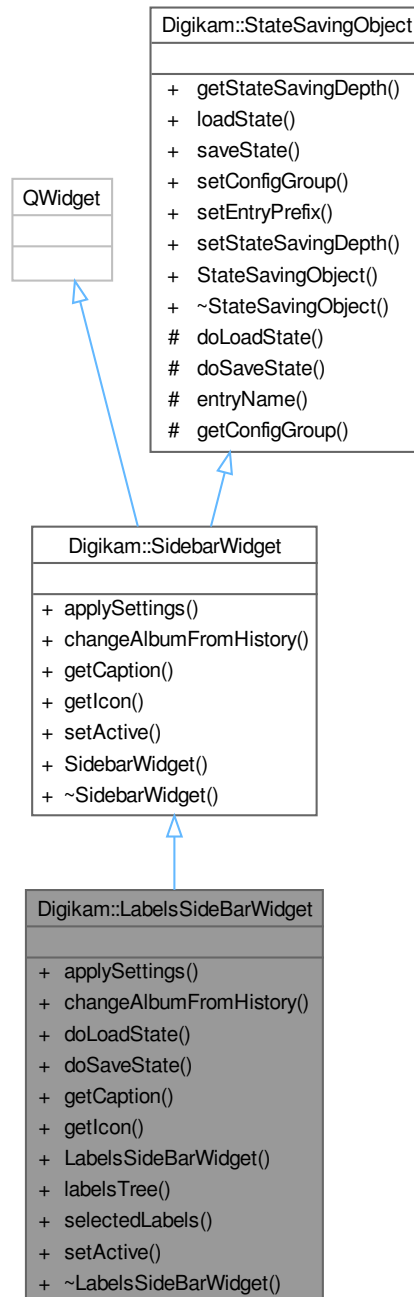 Digikam::StateSavingObject
+ getStateSavingDepth()
+ loadState()
+ saveState()
+ setConfigGroup()
+ setEntryPrefix()
+ setStateSavingDepth()
+ StateSavingObject()
+ ~StateSavingObject()
# doLoadState()
# doSaveState()
# entryName()
# getConfigGroup()
QWidget
Digikam::SidebarWidget
+ applySettings()
+ changeAlbumFromHistory()
+ getCaption()
+ getIcon()
+ setActive()
+ SidebarWidget()
+ ~SidebarWidget()
Digikam::LabelsSideBarWidget
+ applySettings()
+ changeAlbumFromHistory()
+ doLoadState()
+ doSaveState()
+ getCaption()
+ getIcon()
+ LabelsSideBarWidget()
+ labelsTree()
+ selectedLabels()
+ setActive()
+ ~LabelsSideBarWidget()